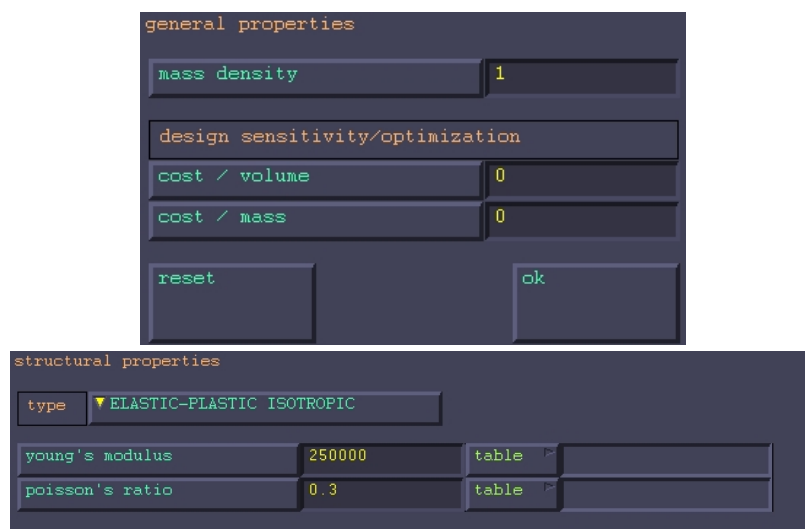 general properties
mass density 1
design sensitivity/optimization
cost / volume 0
cost / mass 0
reset ok
structural properties
type ELASTIC-PLASTIC ISOTROPIC
young's modulus 250000 table
poisson's ratio 0.3 table